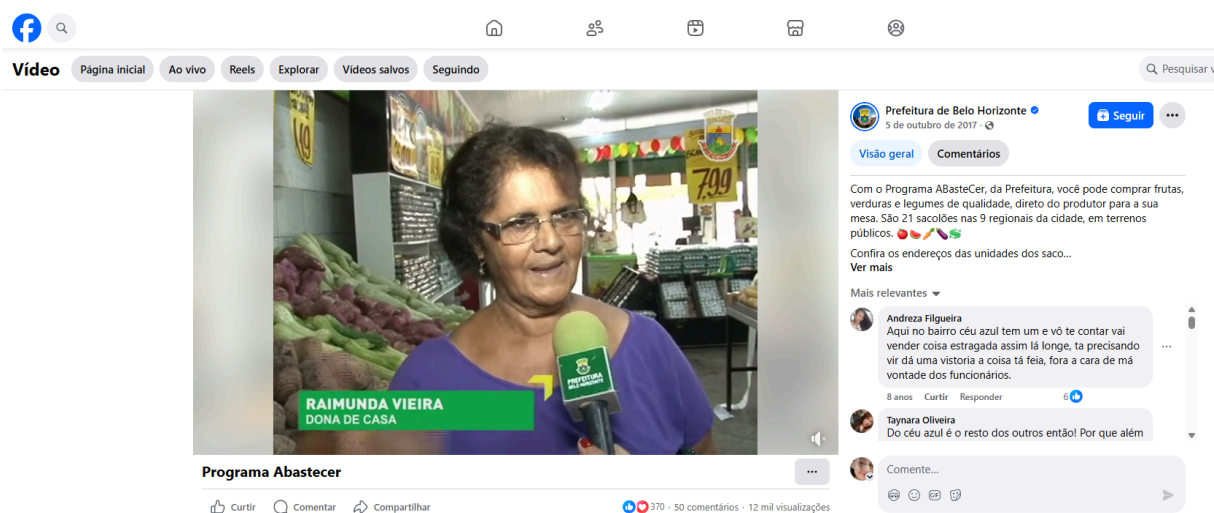 Vídeo
Página inicial
Ao vivo
Reels
Explorar
Vídeos salvos
Seguindo
Pesquisar v
7,99
PREFEITURA
BELO HORIZONTE
RAIMUNDA VIEIRA
DONA DE CASA
Programa Abastecer
Curtir
Comentar
Compartilhar
370 · 50 comentários · 12 mil visualizações
Prefeitura de Belo Horizonte
5 de outubro de 2017 ·
Seguir
Visão geral
Comentários
Com o Programa ABasteCer, da Prefeitura, você pode comprar frutas,
verduras e legumes de qualidade, direto do produtor para a sua
mesa. São 21 sacolões nas 9 regionais da cidade, em terrenos
públicos. 🍅🍉🥕🍆
Confira os endereços das unidades dos saco...
Ver mais
Mais relevantes
Andreza Filgueira
Aqui no bairro céu azul tem um e vô te contar vai
vender coisa estragada assim lá longe, ta precisando
vir dá uma vistoria a coisa tá feia, fora a cara de má
vontade dos funcionários.
8 anos Curtir Responder 6
Taynara Oliveira
Do céu azul é o resto dos outros então! Por que além
Comente...
GIF